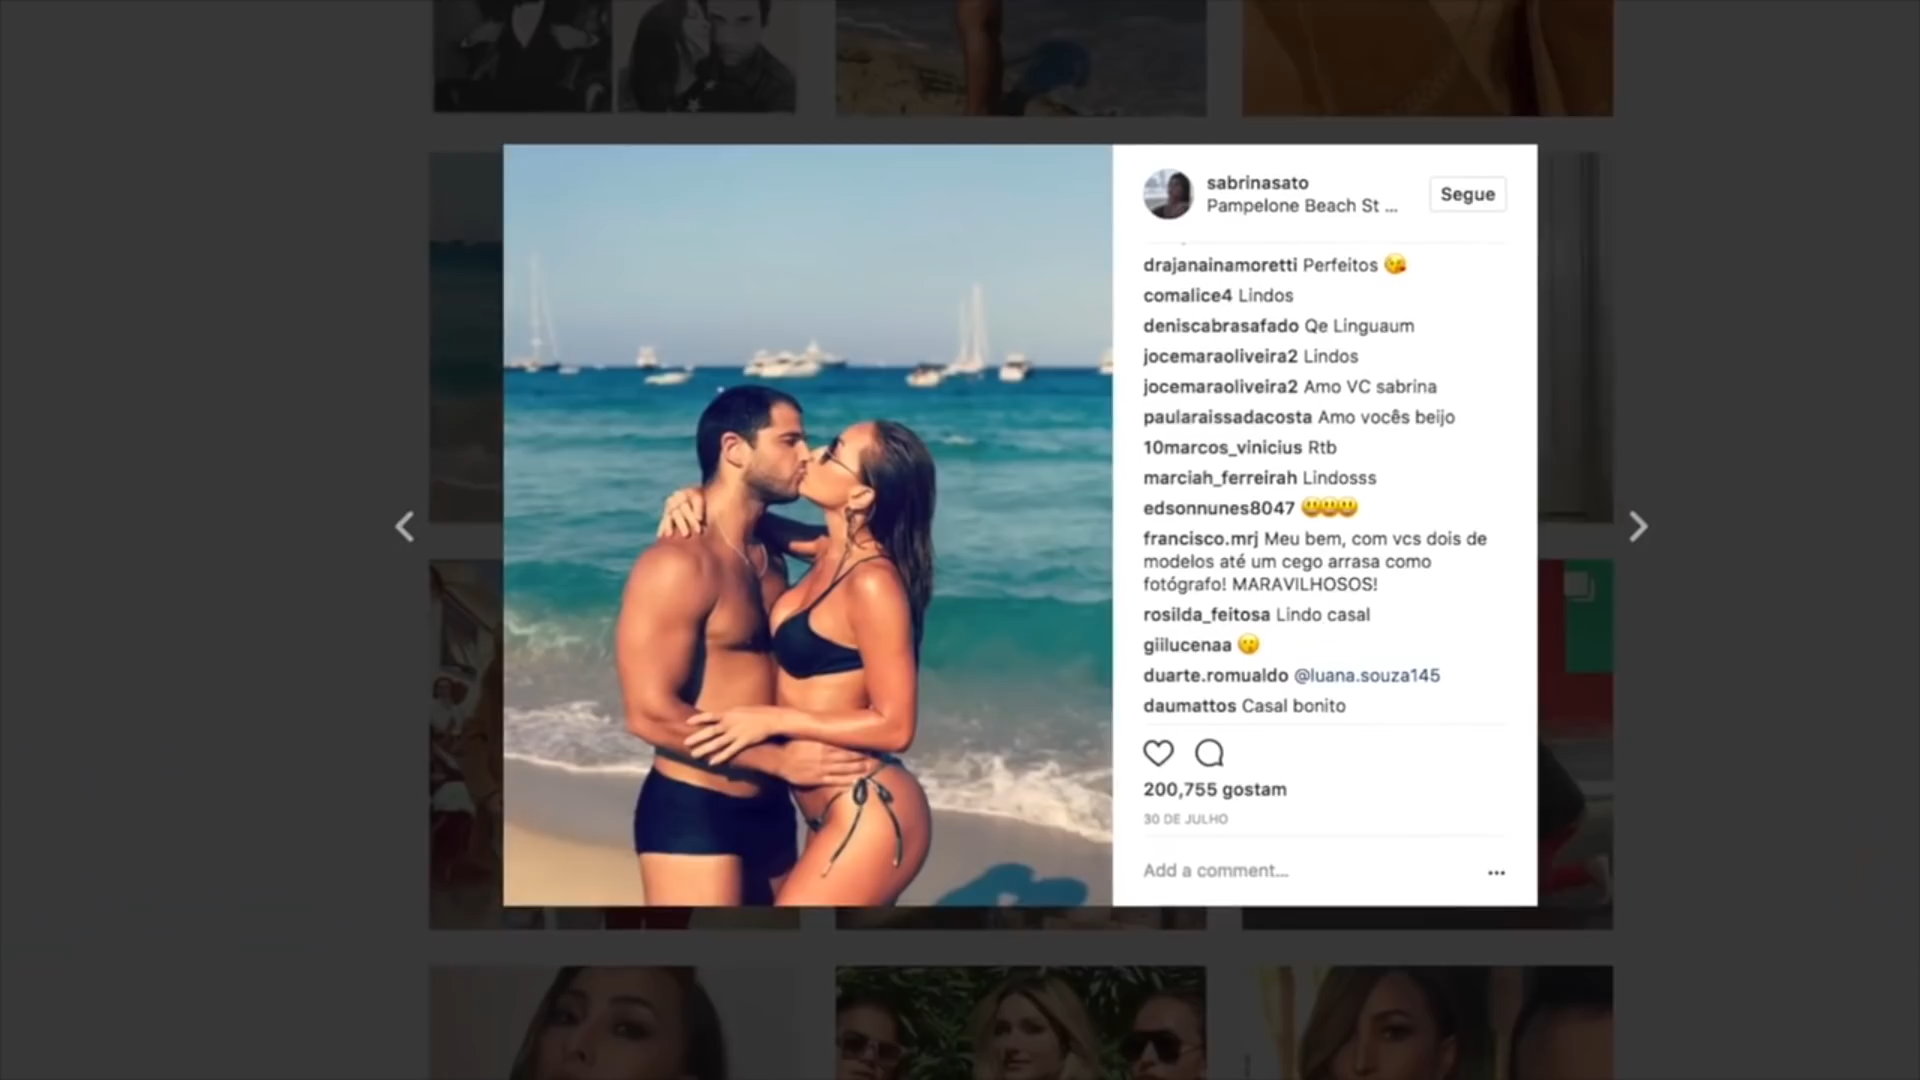 sabrinasato
Pampelone Beach St ...
Segue
drajanainamoretti Perfeitos 😘
comalice4 Lindos
deniscabrasafado Qe Linguaum
jocemaraoliveira2 Lindos
jocemaraoliveira2 Amo VC sabrina
paularaissadacosta Amo vocês beijo
10marcos_vinicius Rtb
marciah_ferreirah Lindosss
edsonnunes8047 😃😃😃
francisco.mrj Meu bem, com vcs dois de
modelos até um cego arrasa como
fotógrafo! MARAVILHOSOS!
rosilda_feitosa Lindo casal
giilucenaa 😗
duarte.romualdo @luana.souza145
daumattos Casal bonito
200,755 gostam
30 DE JULHO
Add a comment...